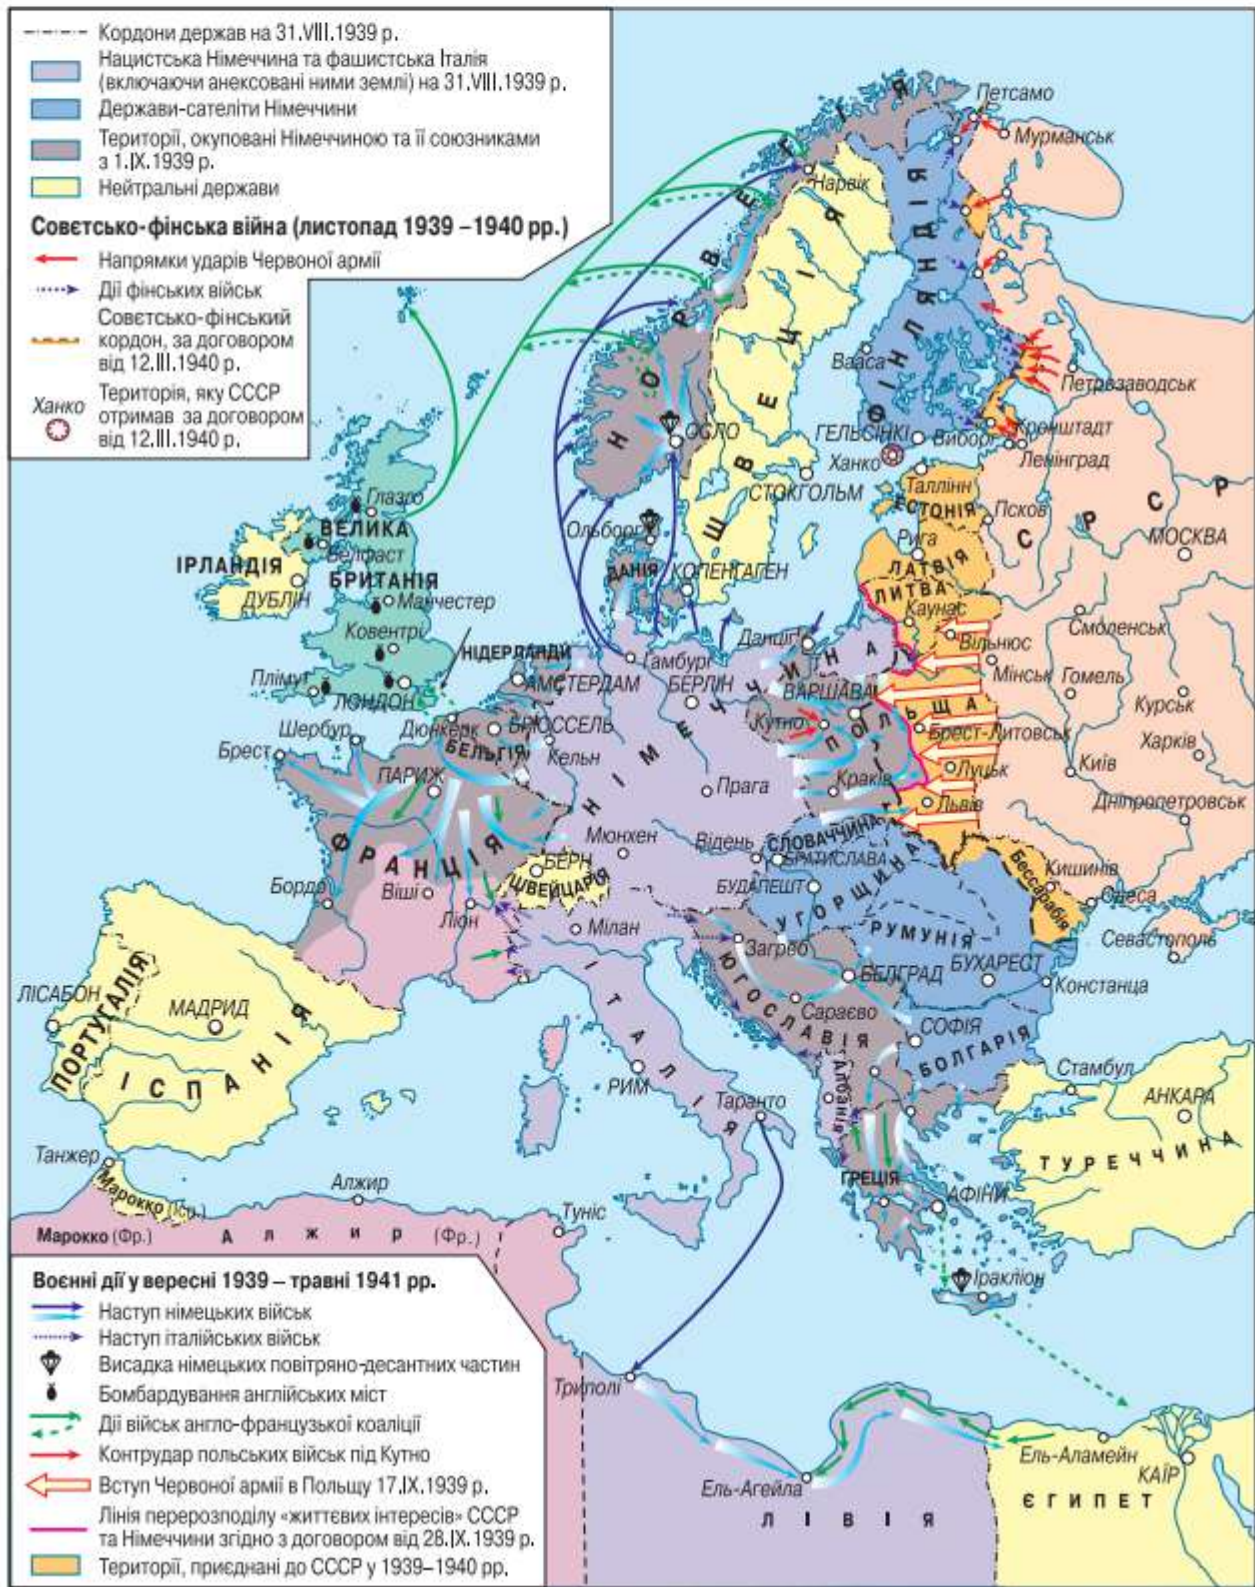 Кордони держав на 31.VIII.1939 р.
Нацистська Німеччина та фашистська Італія
(включаючи анексовані ними землі) на 31.VIII.1939 р.
Держави-сателіти Німеччини
Території, окуповані Німеччиною та її союзниками
з 1.IX.1939 р.
Нейтральні держави
Совєтсько-фінська війна (листопад 1939 – 1940 рр.)
Напрямки ударів Червоної армії
Дії фінських військ
Совєтсько-фінський
кордон, за договором
від 12.III.1940 р.
Ханко
Територія, яку СССР
отримав за договором
від 12.III.1940 р.
Петсамо
Мурманськ
Нарвік
НОРВЕГІЯ
ШВЕЦІЯ
ФІНЛЯНДІЯ
Вааса
Петрозаводськ
ОСЛО
ГЕЛЬСІНКІ
Виборг
Кронштадт
Ханко
Ленінград
СТОКГОЛЬМ
Таллінн
ЕСТОНІЯ
Псков
СРСР
МОСКВА
Рига
ЛАТВІЯ
ЛИТВА
Каунас
Вільнюс
Смоленськ
Глазго
ВЕЛИКА
Белфаст
БРИТАНІЯ
ІРЛАНДІЯ
ДУБЛІН
Манчестер
Ковентрі
Плімут
ЛОНДОН
Ольборг
ДАНІЯ
КОПЕНГАГЕН
НІДЕРЛАНДИ
АМСТЕРДАМ
Гамбург
БЕРЛІН
Данціг
НІМЕЧЧИНА
ВАРШАВА
Кутно
ПОЛЬЩА
Мінськ
Гомель
Курськ
Брест-Литовськ
Харків
Луцьк
Київ
Краків
Львів
Дніпропетровськ
Шербур
Дюнкерк
БРЮССЕЛЬ
БЕЛЬГІЯ
Кельн
Брест
ПАРИЖ
Прага
ФРАНЦІЯ
Мюнхен
Відень
СЛОВАЧЧИНА
БРАТИСЛАВА
БЕРН
ШВЕЙЦАРІЯ
БУДАПЕШТ
УГОРЩИНА
РУМУНІЯ
Бессарабія
Кишинів
Одеса
Севастополь
Бордо
Віші
Ліон
Мілан
Загреб
БЕЛГРАД
БУХАРЕСТ
Констанца
ЮГОСЛАВІЯ
Сараєво
СОФІЯ
БОЛГАРІЯ
ЛІСАБОН
ПОРТУГАЛІЯ
МАДРИД
ІСПАНІЯ
ІТАЛІЯ
РИМ
Таранто
Албанія
Стамбул
АНКАРА
ТУРЕЧЧИНА
ГРЕЦІЯ
АФІНИ
Іракліон
Танжер
Марокко (Ісп.)
Марокко (Фр.)
Алжир
Алжир (Фр.)
Туніс
Триполі
Ель-Агейла
ЛІВІЯ
Ель-Аламейн
КАЇР
ЄГИПЕТ
Воєнні дії у вересні 1939 – травні 1941 рр.
Наступ німецьких військ
Наступ італійських військ
Висадка німецьких повітряно-десантних частин
Бомбардування англійських міст
Дії військ англо-французької коаліції
Контрудар польських військ під Кутно
Вступ Червоної армії в Польщу 17.IX.1939 р.
Лінія перерозподілу «життєвих інтересів» СССР
та Німеччини згідно з договором від 28.IX.1939 р.
Території, приєднані до СССР у 1939–1940 рр.